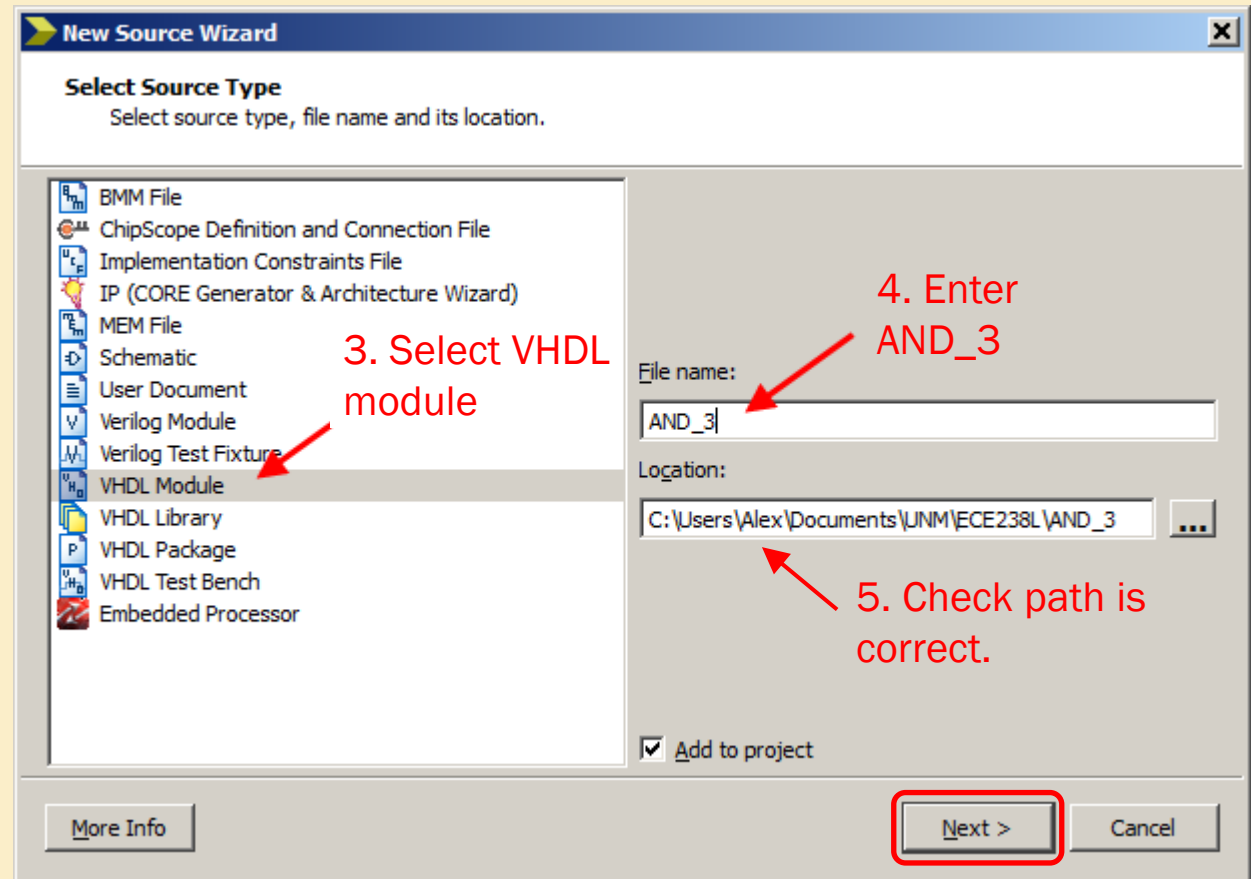 New Source Wizard
Select Source Type
Select source type, file name and its location.
BMM File
ChipScope Definition and Connection File
Implementation Constraints File
IP (CORE Generator & Architecture Wizard)
MEM File
Schematic
User Document
Verilog Module
Verilog Test Fixture
VHDL Module
VHDL Library
VHDL Package
VHDL Test Bench
Embedded Processor
3. Select VHDL
module
4. Enter
AND_3
File name:
AND_3
Location:
C:\Users\Alex\Documents\UNM\ECE238L\AND_3
...
5. Check path is
correct.
Add to project
More Info
Next >
Cancel